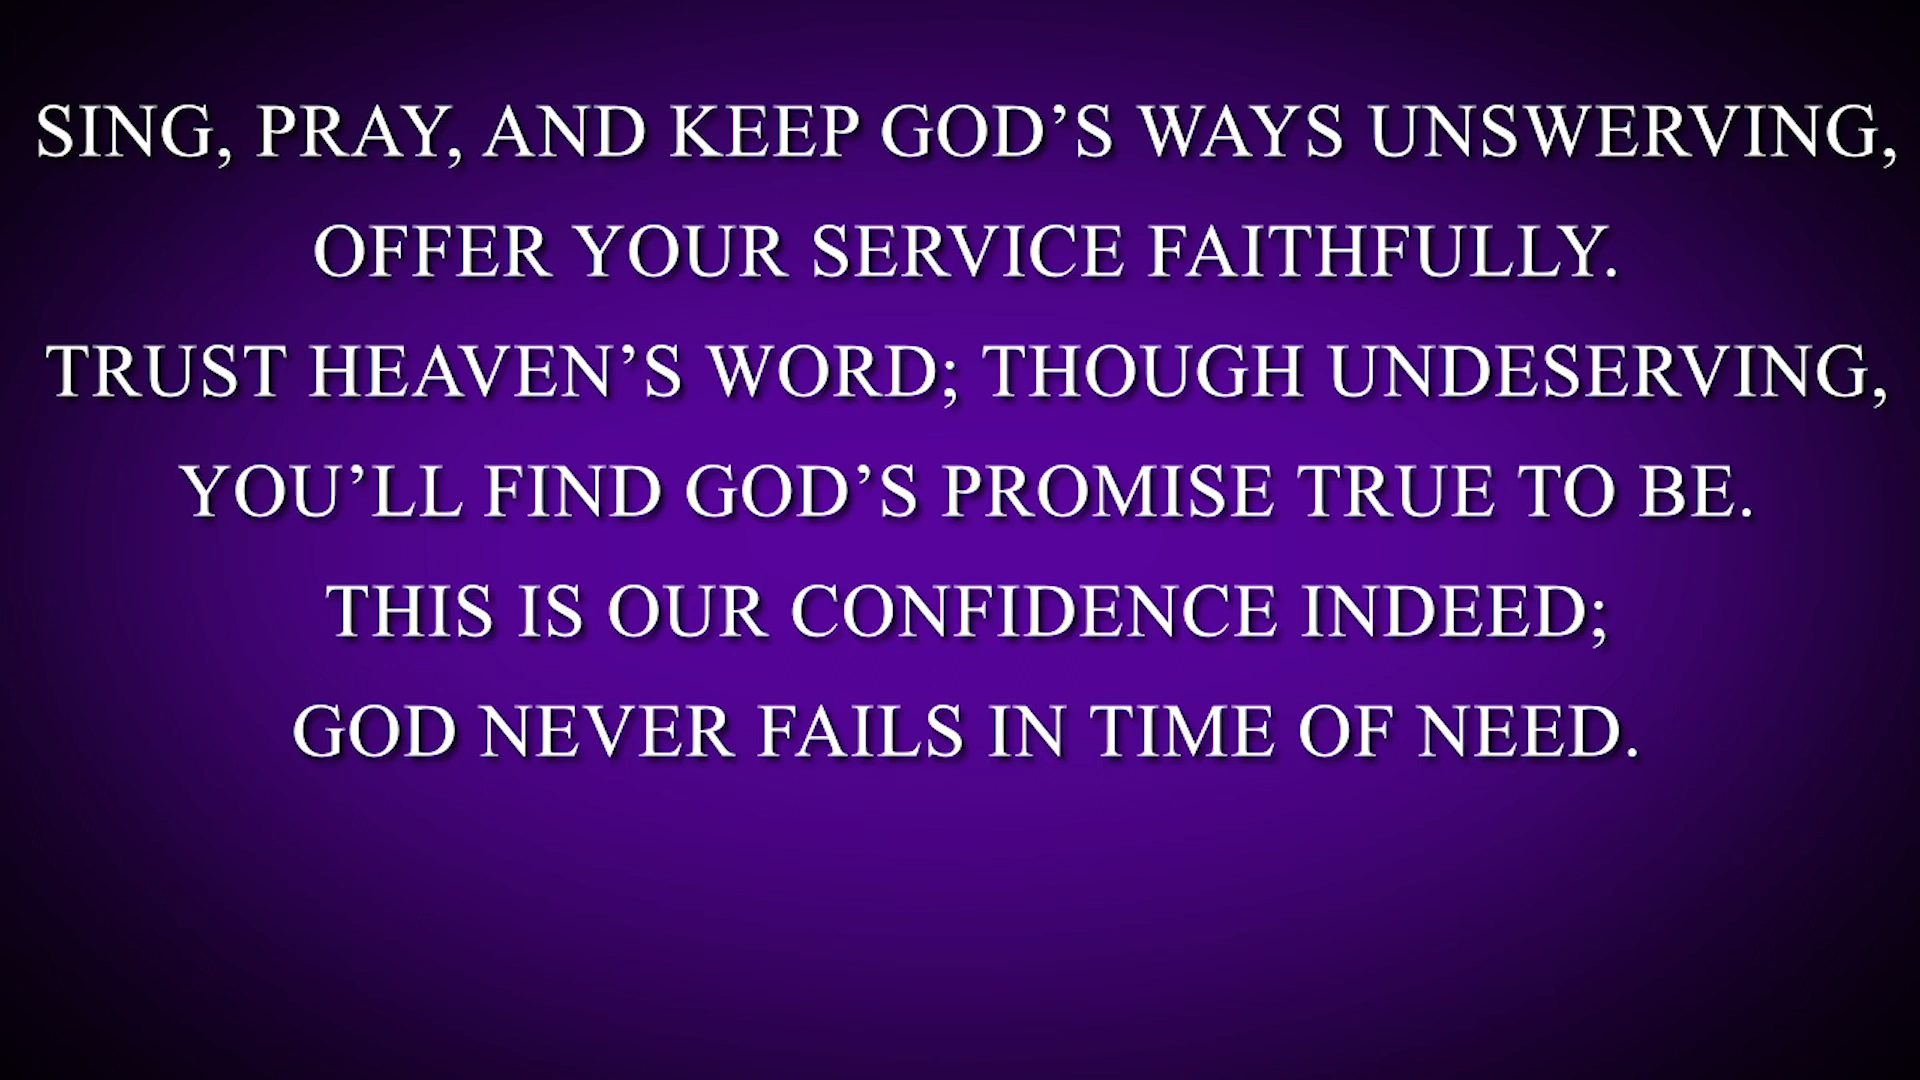 SING, PRAY, AND KEEP GOD’S WAYS UNSWERVING,
OFFER YOUR SERVICE FAITHFULLY.
TRUST HEAVEN’S WORD; THOUGH UNDESERVING,
YOU’LL FIND GOD’S PROMISE TRUE TO BE.
THIS IS OUR CONFIDENCE INDEED;
GOD NEVER FAILS IN TIME OF NEED.